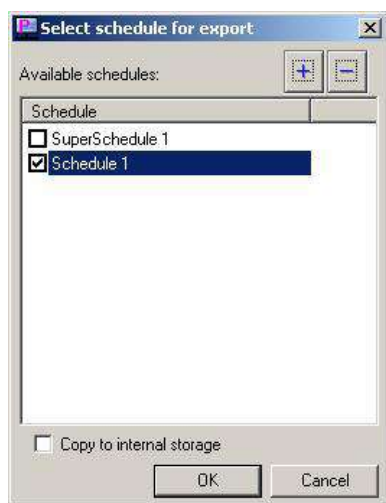 Select schedule for export
Available schedules:
Schedule
SuperSchedule 1
Schedule 1
Copy to internal storage
OK Cancel